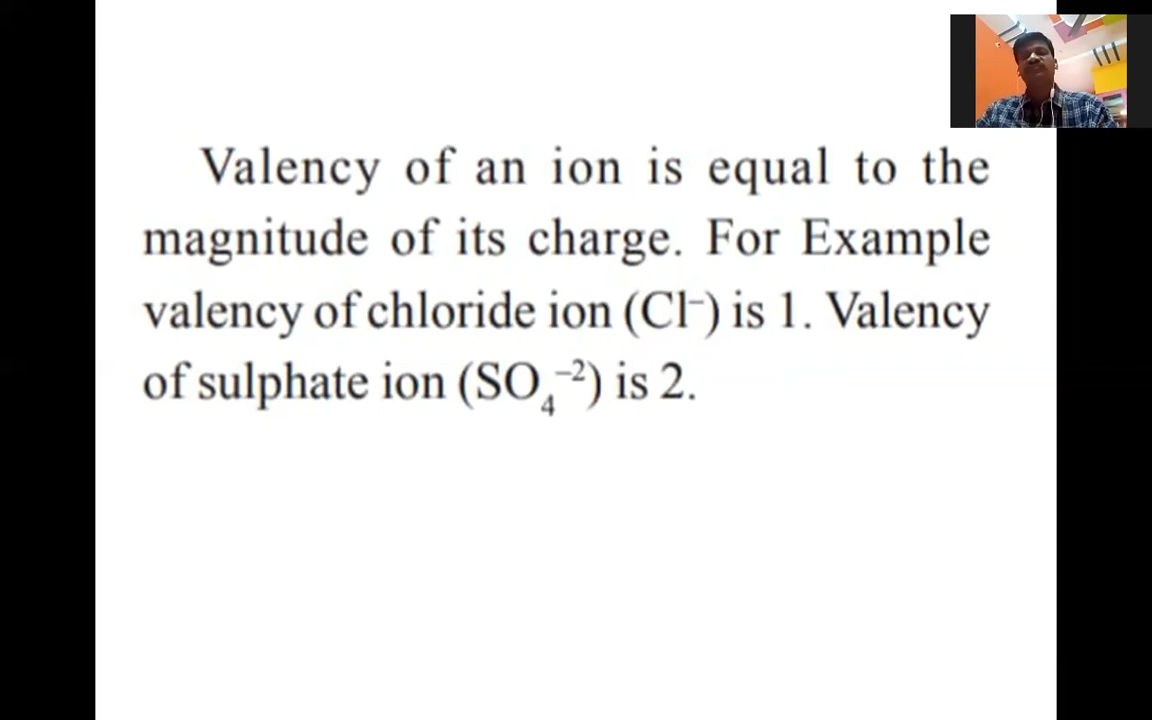 Valency of an ion is equal to the
magnitude of its charge. For Example
valency of chloride ion (Cl⁻) is 1. Valency
of sulphate ion (SO₄⁻²) is 2.